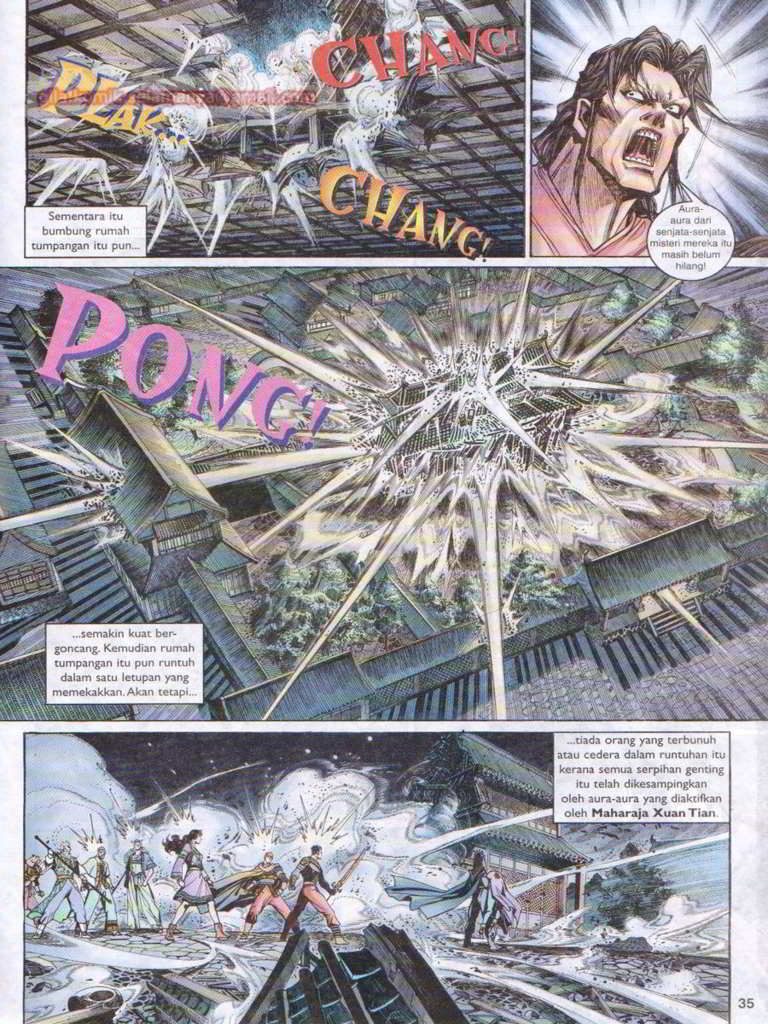 CHANG!
PLAK...
CHANG!
Sementara itu
bumbung rumah
tumpangan itu pun...
Aura-
aura dari
senjata-senjata
misteri mereka itu
masih belum
hilang!
PONG!
...semakin kuat ber-
goncang. Kemudian rumah
tumpangan itu pun runtuh
dalam satu letupan yang
memekakkan. Akan tetapi...
...tiada orang yang terbunuh
atau cedera dalam runtuhan itu
kerana semua serpihan genting
itu telah dikesampingkan
oleh aura-aura yang diaktifkan
oleh Maharaja Xuan Tian.
35